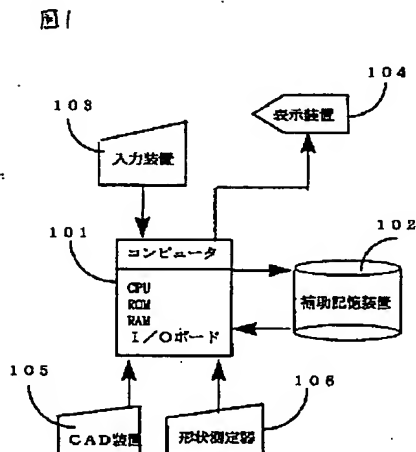 図1
104
103
表示装置
入力装置
101
102
コンピュータ
CPU
ROM
RAM
I/Oボード
補助記憶装置
105
106
CAD装置
形状測定器